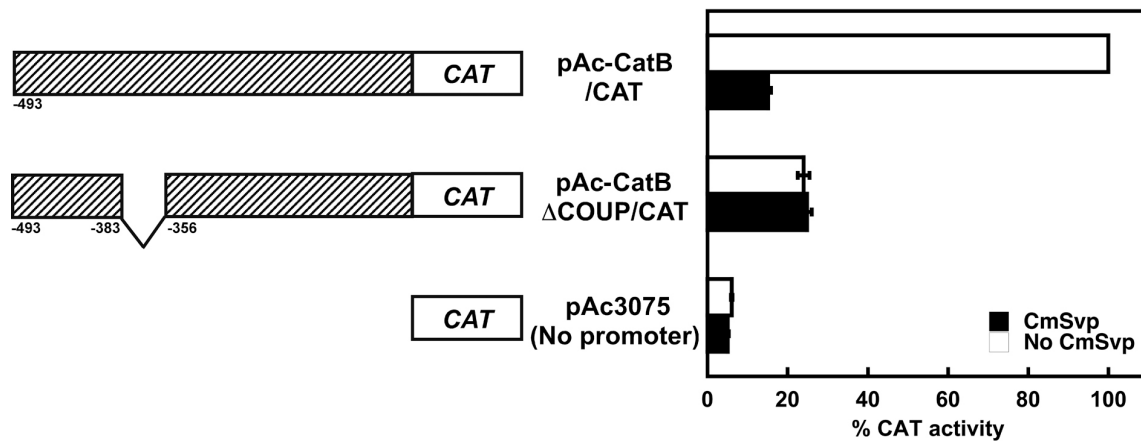 CAT
pAc-CatB
/CAT
-493
CAT
pAc-CatB
ΔCOUP/CAT
-493
-383
-356
CAT
pAc3075
(No promoter)
CmSvp
No CmSvp
0 20 40 60 80 100
% CAT activity